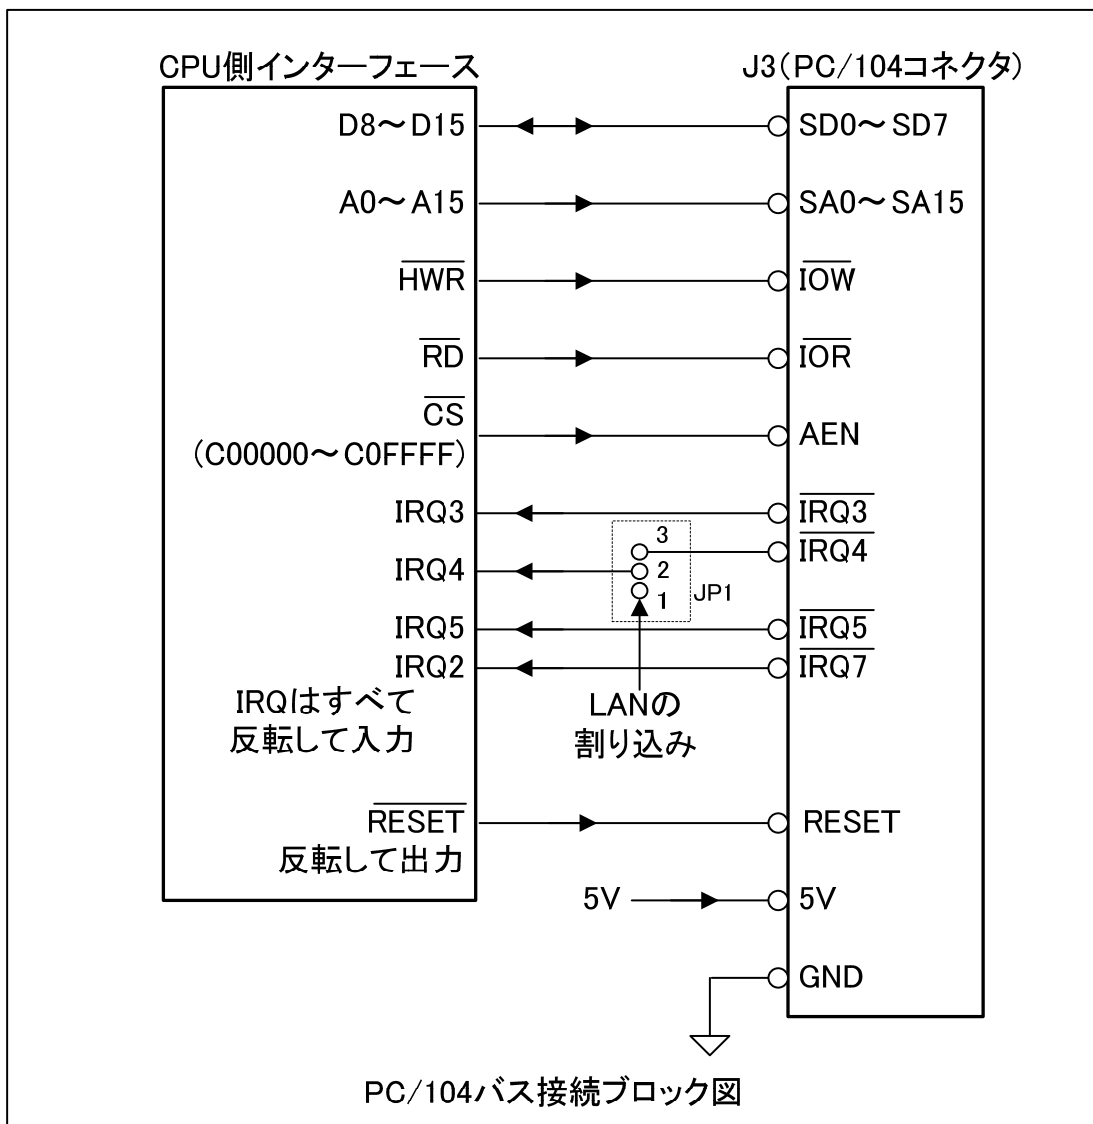 CPU側インターフェース
J3(PC/104コネクタ)
D8～D15
SD0～SD7
A0～A15
SA0～SA15
HWR
IOW
RD
IOR
CS
(C00000～C0FFFF)
AEN
IRQ3
IRQ3
3
IRQ4
IRQ4
2
1
JP1
IRQ5
IRQ5
IRQ2
IRQ7
IRQはすべて
反転して入力
LANの
割り込み
RESET
RESET
反転して出力
5V
5V
GND
PC/104バス接続ブロック図